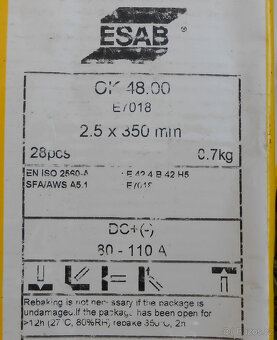 ESAB
OK 48.00
E7018
2.5 x 350 mm
28pcs 0.7kg
EN ISO 2560-A : E 42 4 B 42 H5
SFA/AWS A5.1 : E7018
DC+(-)
80 - 110 A
Rebaking is not necessary if the package is
undamaged. If the package has been open for
>12h (27°C, 80%RH) rebake 350°C, 2h